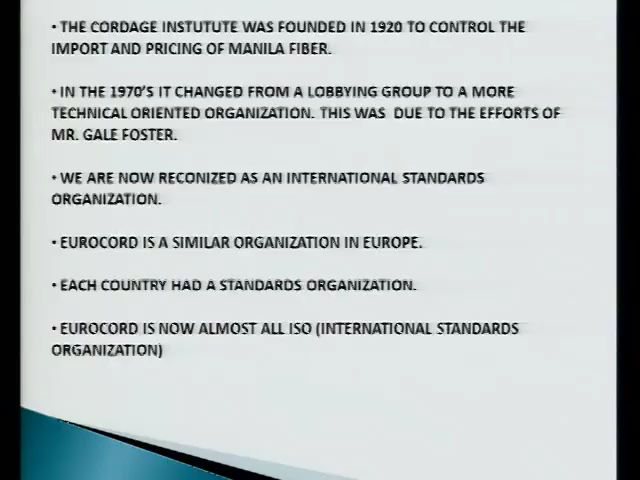 • THE CORDAGE INSTUTUTE WAS FOUNDED IN 1920 TO CONTROL THE
IMPORT AND PRICING OF MANILA FIBER.
• IN THE 1970'S IT CHANGED FROM A LOBBYING GROUP TO A MORE
TECHNICAL ORIENTED ORGANIZATION. THIS WAS DUE TO THE EFFORTS OF
MR. GALE FOSTER.
• WE ARE NOW RECONIZED AS AN INTERNATIONAL STANDARDS
ORGANIZATION.
• EUROCORD IS A SIMILAR ORGANIZATION IN EUROPE.
• EACH COUNTRY HAD A STANDARDS ORGANIZATION.
• EUROCORD IS NOW ALMOST ALL ISO (INTERNATIONAL STANDARDS
ORGANIZATION)